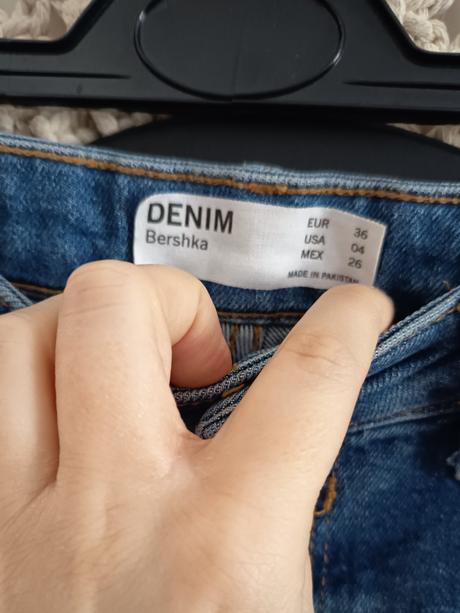 DENIM
Bershka
EUR 36
USA 04
MEX 26
MADE IN PAKISTAN